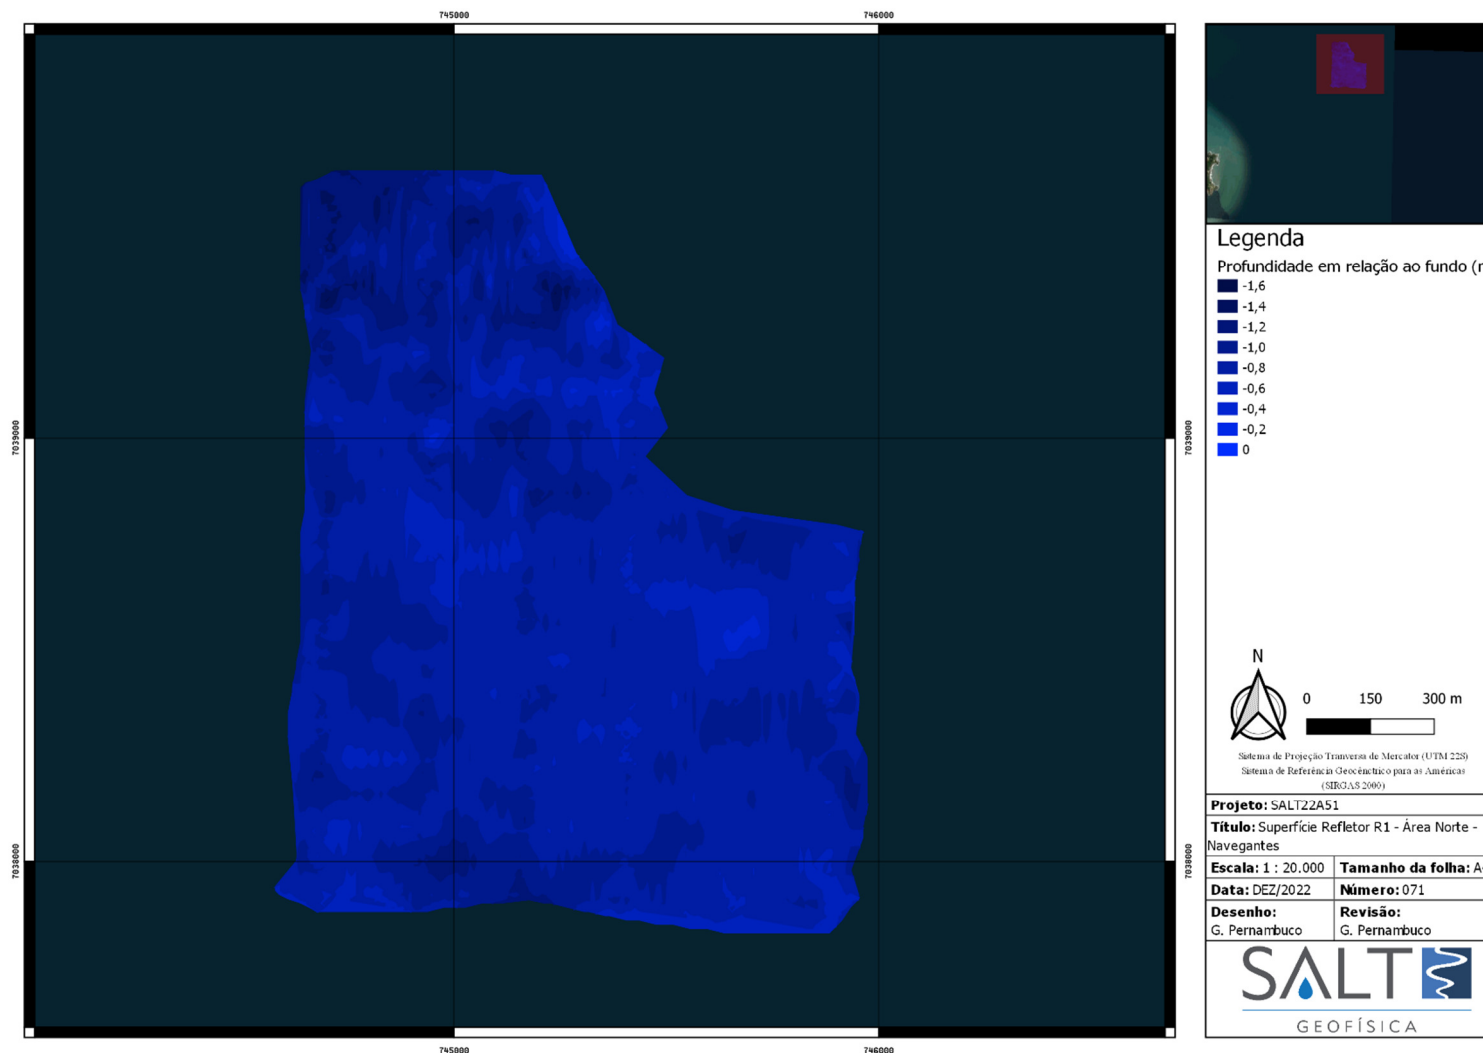 745000
746000
7039000
7039000
7038000
7038000
745000
746000
Legenda
Profundidade em relação ao fundo (
-1,6
-1,4
-1,2
-1,0
-0,8
-0,6
-0,4
-0,2
0
N
0 150 300 m
Sistema de Projeção Tranversa de Mercator (UTM 22S)
Sistema de Referência Geocênctrico para as Américas
(SIRGAS 2000)
Projeto: SALT22A51
Título: Superfície Refletor R1 - Área Norte -
Navegantes
Escala: 1 : 20.000 Tamanho da folha: A
Data: DEZ/2022 Número: 071
Desenho: Revisão:
G. Pernambuco G. Pernambuco
SALT
GEOFÍSICA